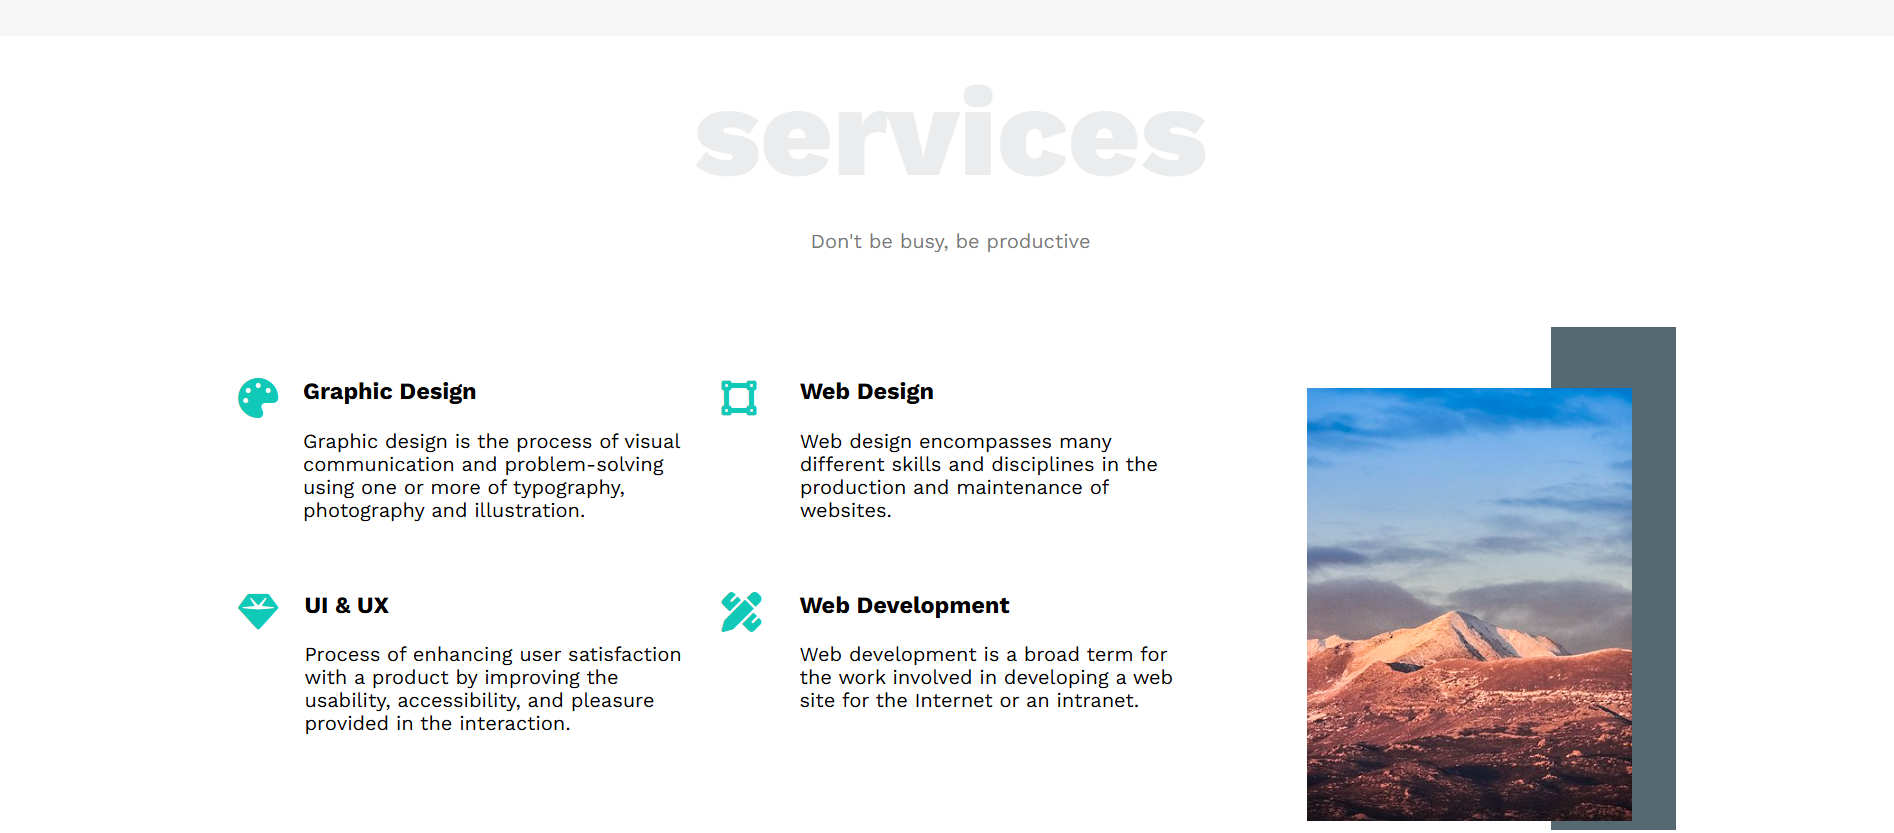 services
Don't be busy, be productive
Graphic Design
Graphic design is the process of visual
communication and problem-solving
using one or more of typography,
photography and illustration.
Web Design
Web design encompasses many
different skills and disciplines in the
production and maintenance of
websites.
UI & UX
Process of enhancing user satisfaction
with a product by improving the
usability, accessibility, and pleasure
provided in the interaction.
Web Development
Web development is a broad term for
the work involved in developing a web
site for the Internet or an intranet.